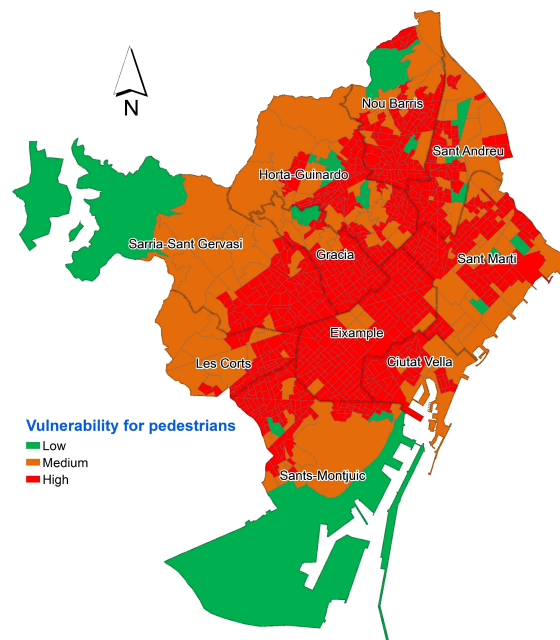 N
Nou Barris
Sant Andreu
Horta-Guinardo
Sarria-Sant Gervasi
Gracia
Sant Marti
Eixample
Les Corts
Ciutat Vella
Vulnerability for pedestrians
Low
Medium
High
Sants-Montjuic